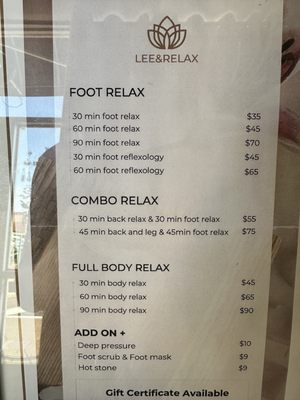 LEE&RELAX
FOOT RELAX
30 min foot relax $35
60 min foot relax $45
90 min foot relax $70
30 min foot reflexology $45
60 min foot reflexology $65
COMBO RELAX
30 min back relax & 30 min foot relax $55
45 min back and leg & 45min foot relax $75
FULL BODY RELAX
30 min body relax $45
60 min body relax $65
90 min body relax $90
ADD ON +
Deep pressure $10
Foot scrub & Foot mask $9
Hot stone $9
Gift Certificate Available